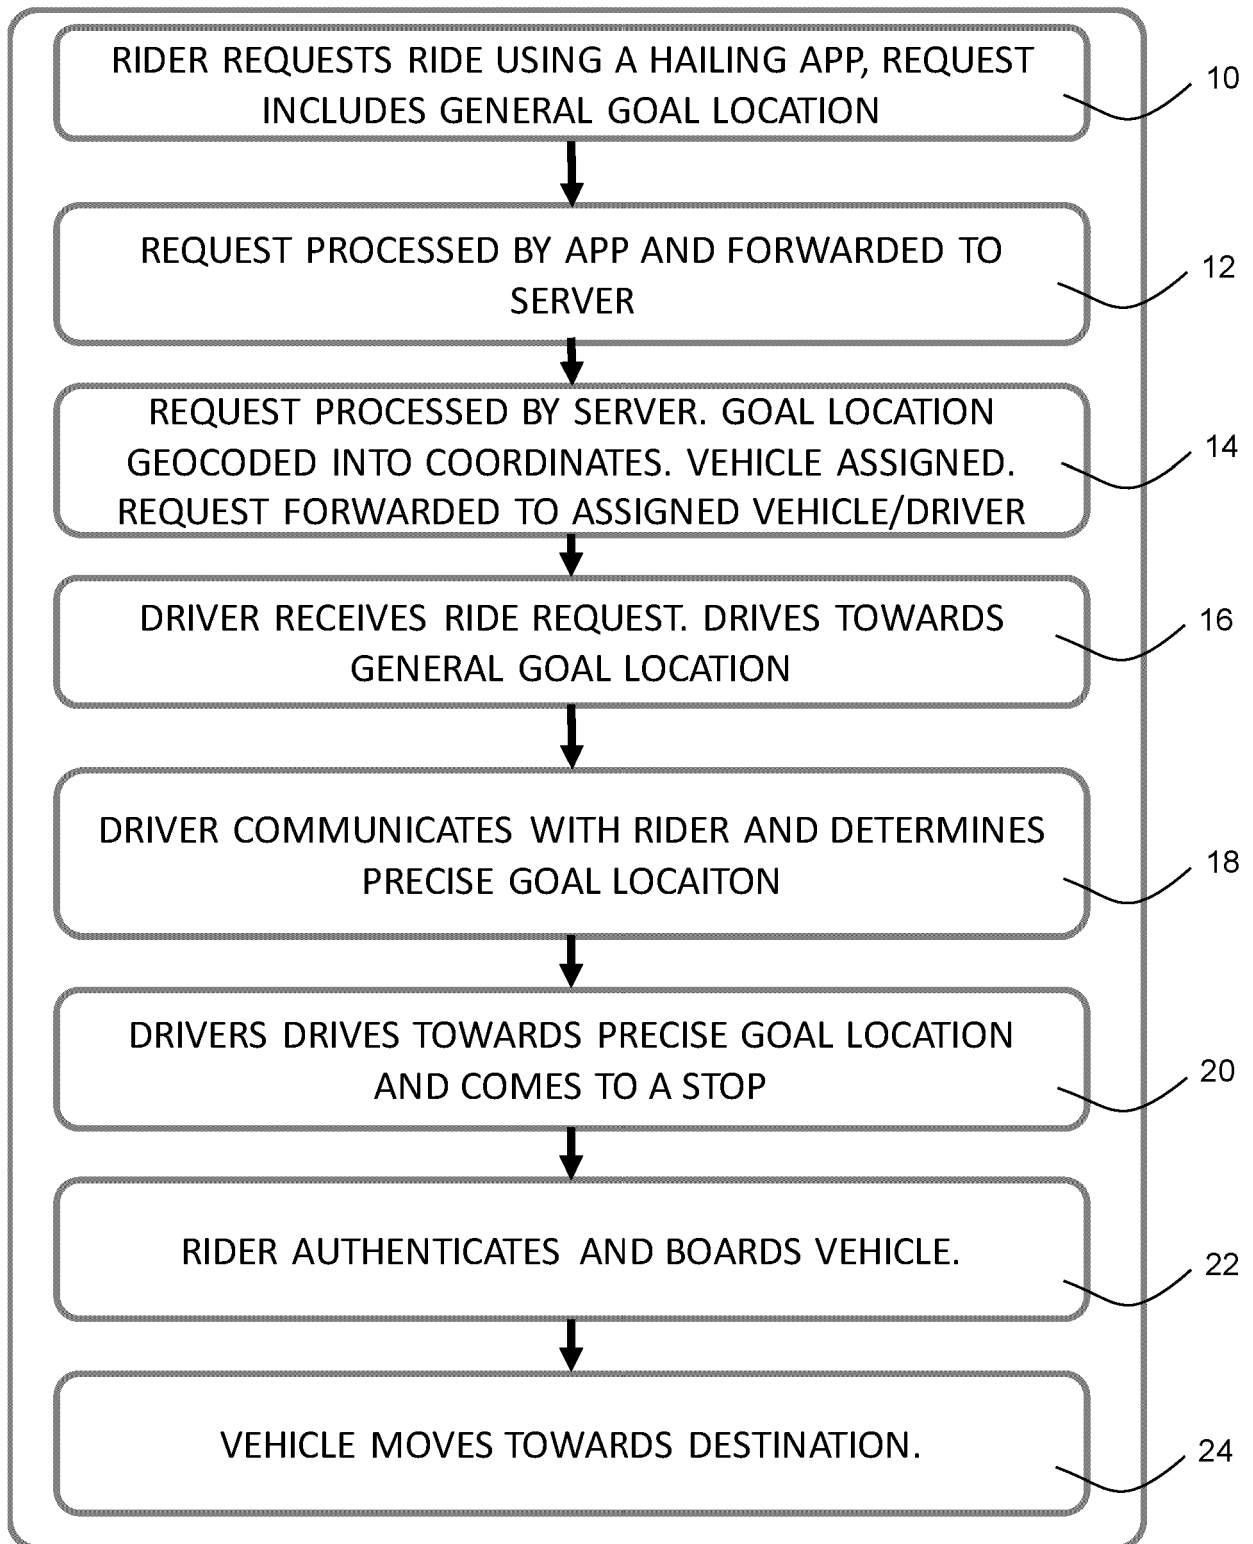 RIDER REQUESTS RIDE USING A HAILING APP, REQUEST
INCLUDES GENERAL GOAL LOCATION
10
REQUEST PROCESSED BY APP AND FORWARDED TO
SERVER
12
REQUEST PROCESSED BY SERVER. GOAL LOCATION
GEOCODED INTO COORDINATES. VEHICLE ASSIGNED.
REQUEST FORWARDED TO ASSIGNED VEHICLE/DRIVER
14
DRIVER RECEIVES RIDE REQUEST. DRIVES TOWARDS
GENERAL GOAL LOCATION
16
DRIVER COMMUNICATES WITH RIDER AND DETERMINES
PRECISE GOAL LOCAITON
18
DRIVERS DRIVES TOWARDS PRECISE GOAL LOCATION
AND COMES TO A STOP
20
RIDER AUTHENTICATES AND BOARDS VEHICLE.
22
VEHICLE MOVES TOWARDS DESTINATION.
24